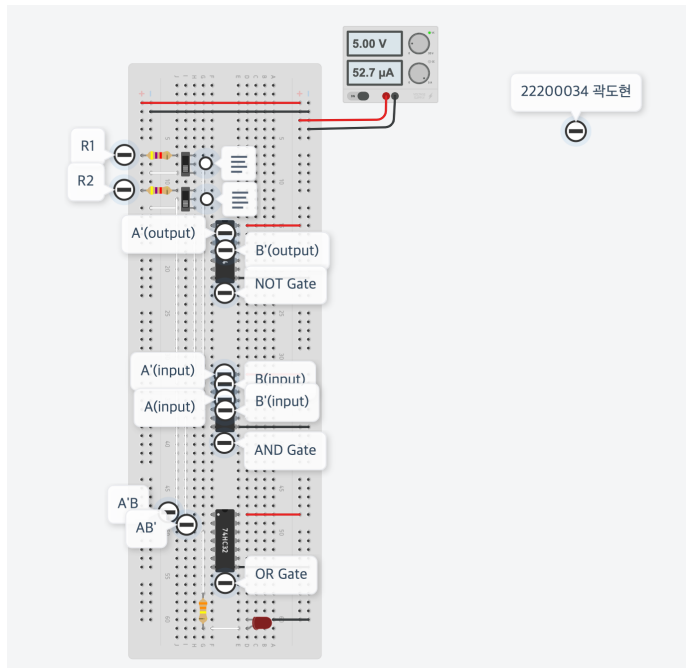 5.00 V
52.7 µA
22200034 곽도현
R1
R2
A'(output)
B'(output)
NOT Gate
A'(input)
B(input)
A(input)
B'(input)
AND Gate
A'B
AB'
74HC32
OR Gate